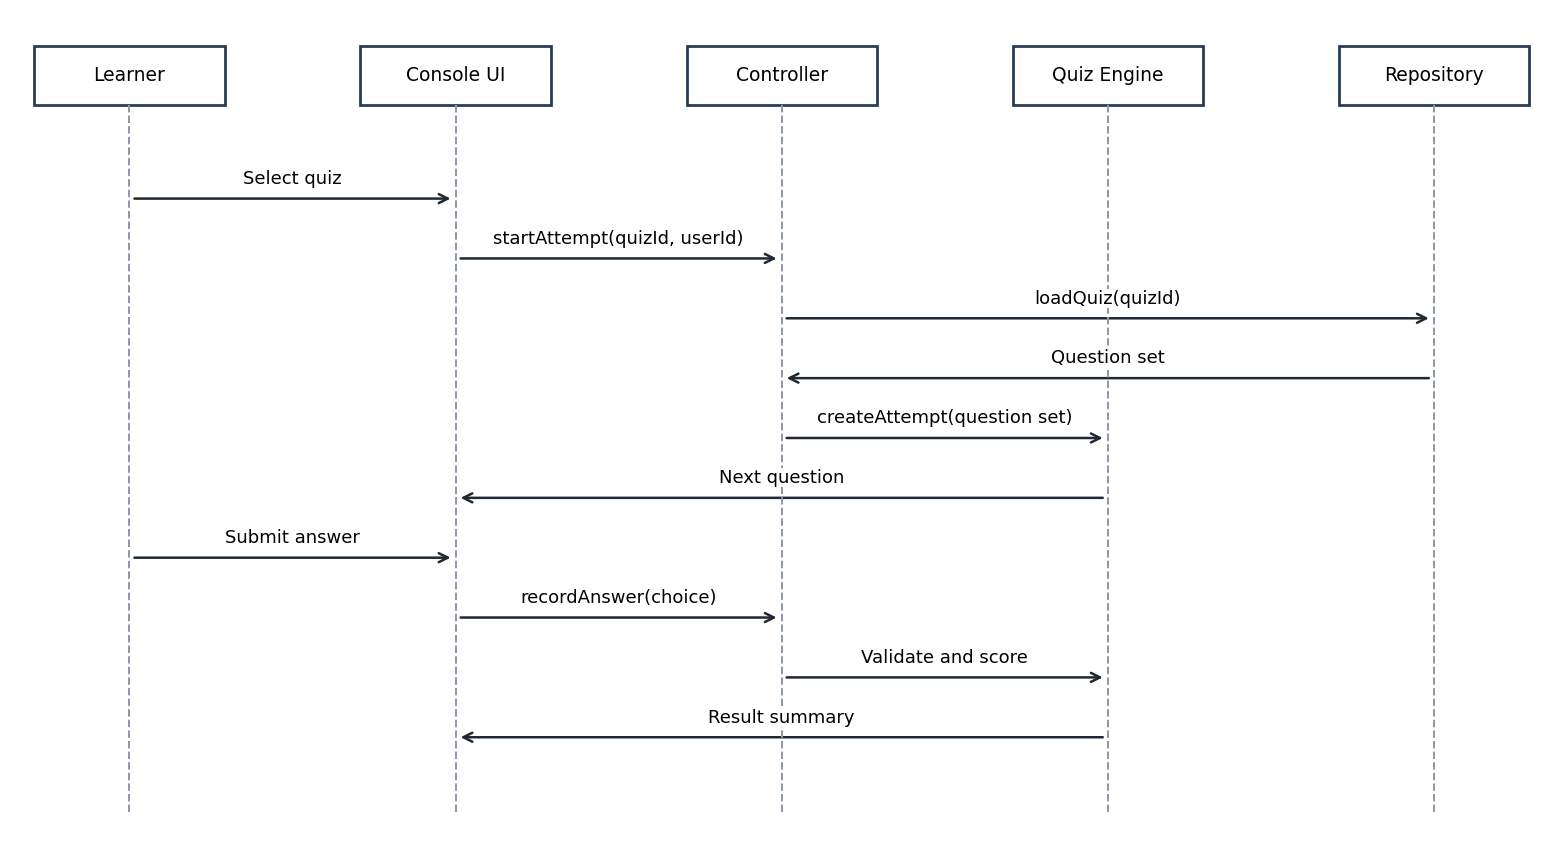 Learner
Console UI
Controller
Quiz Engine
Repository
Select quiz
startAttempt(quizId, userId)
loadQuiz(quizId)
Question set
createAttempt(question set)
Next question
Submit answer
recordAnswer(choice)
Validate and score
Result summary